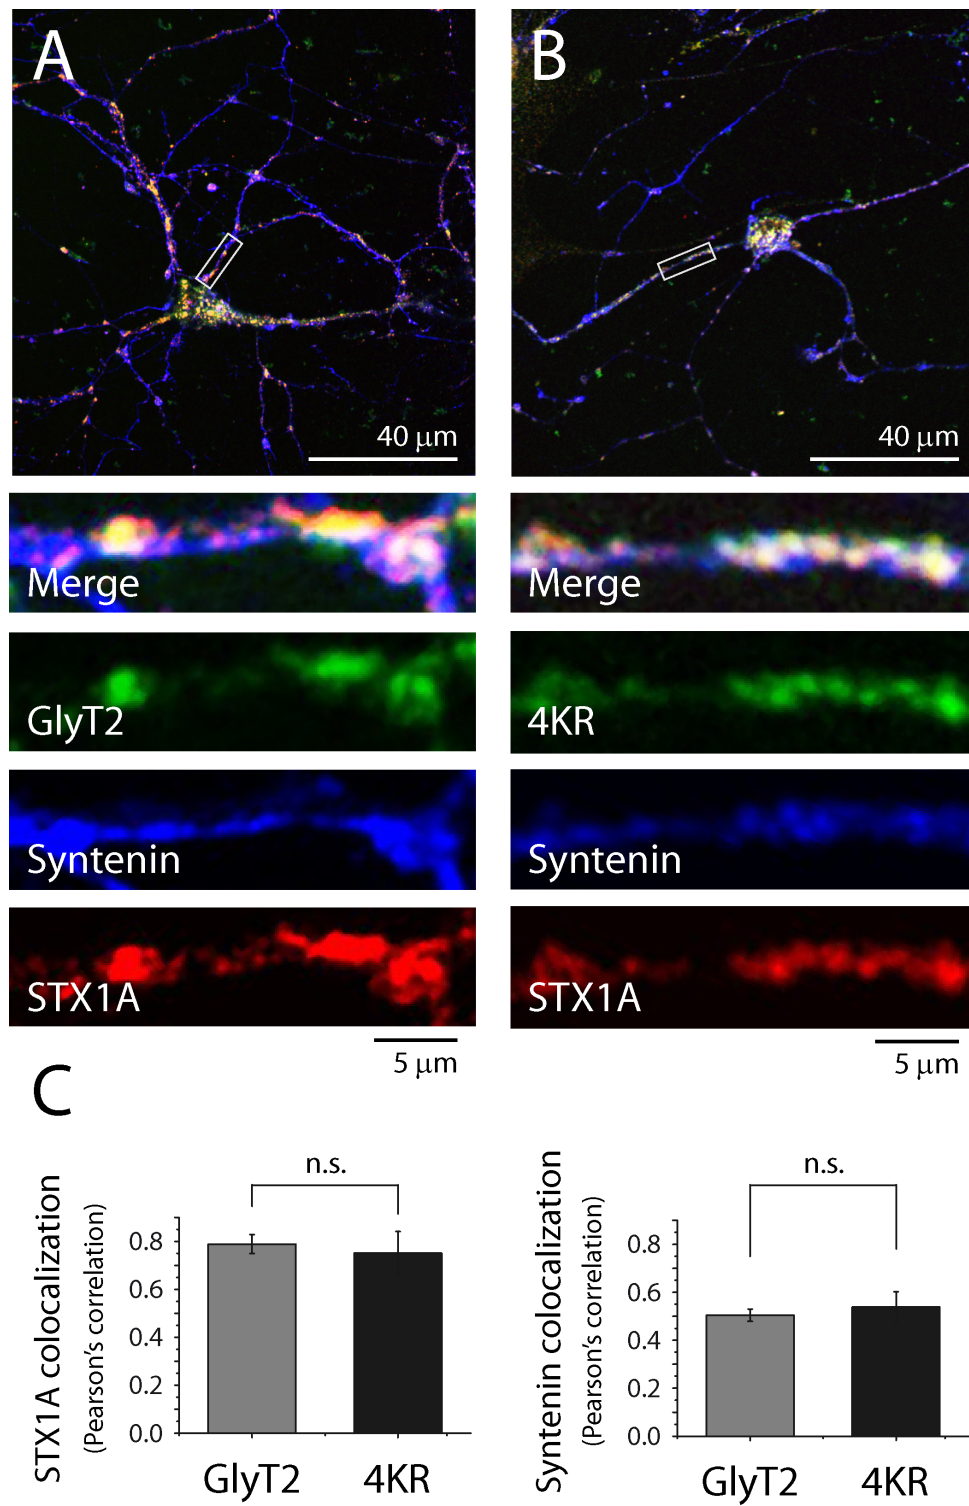 A
B
40 μm
40 μm
Merge
Merge
GlyT2
4KR
Syntenin
Syntenin
STX1A
STX1A
5 μm
5 μm
C
STX1A colocalization
(Pearson's correlation)
n.s.
0.8
0.6
0.4
0.2
0.0
GlyT2
4KR
Syntenin colocalization
(Pearson's correlation)
n.s.
0.8
0.6
0.4
0.2
0.0
GlyT2
4KR